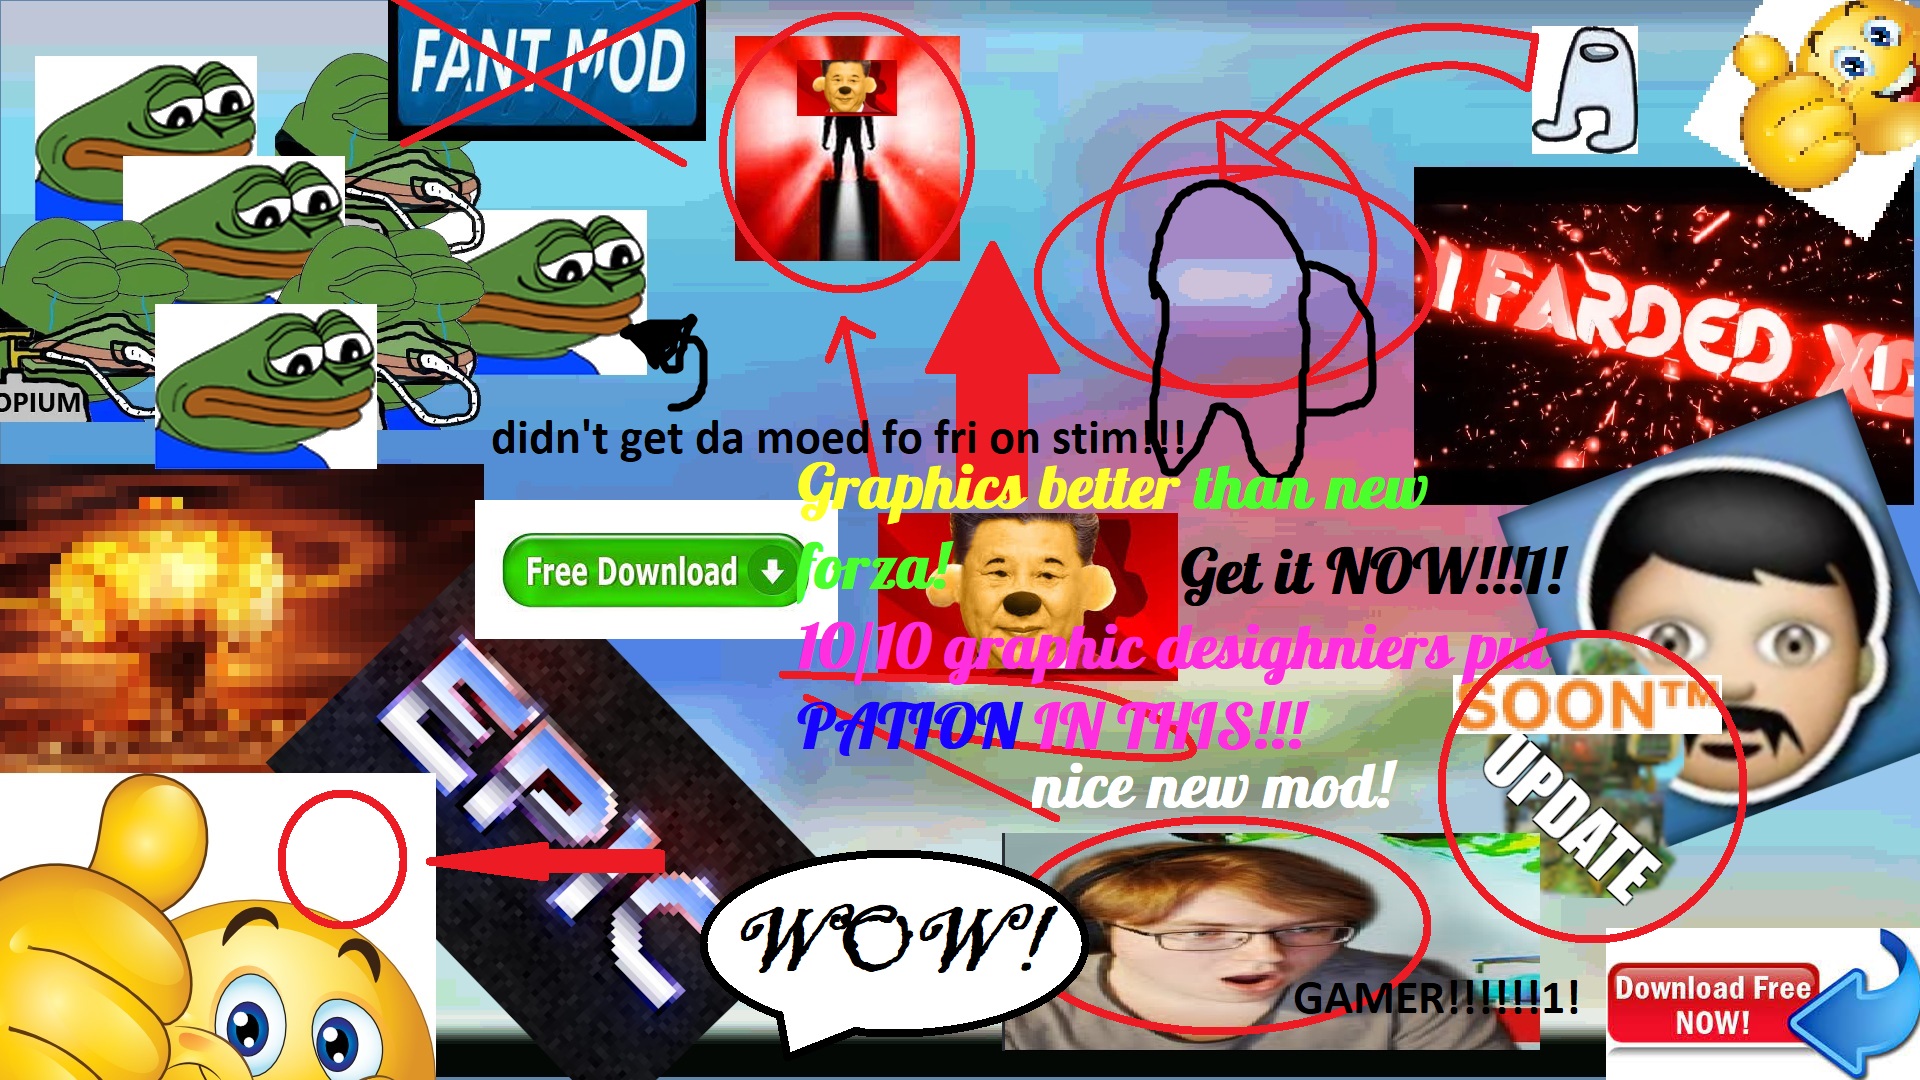 FANT MOD
I FARDED XD
OPIUM
didn't get da moed fo fri on stim!!!
Graphics better than new
forza!
Free Download
Get it NOW!!!1!
10/10 graphic desighniers put
PATION IN THIS!!!
SOON™
UPDATE
nice new mod!
EPIC
WOW!
GAMER!!!!!!1!
Download Free
NOW!